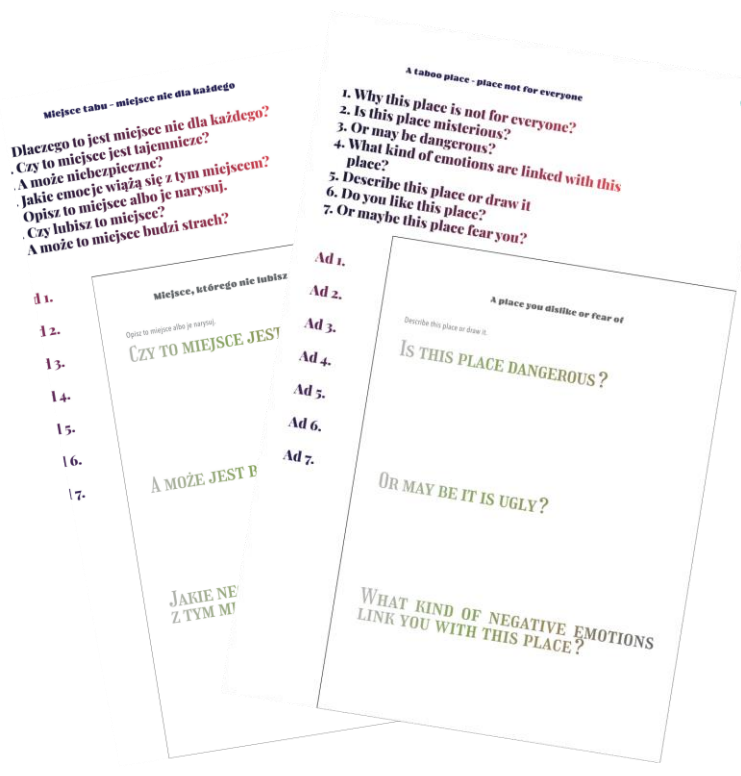 Miejsce tabu - miejsce nie dla każdego
Dlaczego to jest miejsce nie dla każdego?
. Czy to miejsce jest tajemnicze?
. A może niebezpieczne?
. Jakie emocje wiążą się z tym miejscem?
Opisz to miejsce albo je narysuj.
. Czy lubisz to miejsce?
A może to miejsce budzi strach?
d 1.
d 2.
l 3.
l 4.
l 5.
l 6.
l 7.
Miejsce, którego nie lubisz
Opisz to miejsce albo je narysuj.
CZY TO MIEJSCE JEST
A MOŻE JEST B
JAKIE NE
Z TYM MI
A taboo place - place not for everyone
1. Why this place is not for everyone?
2. Is this place misterious?
3. Or may be dangerous?
4. What kind of emotions are linked with this
place?
5. Describe this place or draw it
6. Do you like this place?
7. Or maybe this place fear you?
Ad 1.
Ad 2.
Ad 3.
Ad 4.
Ad 5.
Ad 6.
Ad 7.
A place you dislike or fear of
Describe this place or draw it.
IS THIS PLACE DANGEROUS?
OR MAY BE IT IS UGLY?
WHAT KIND OF NEGATIVE EMOTIONS
LINK YOU WITH THIS PLACE?